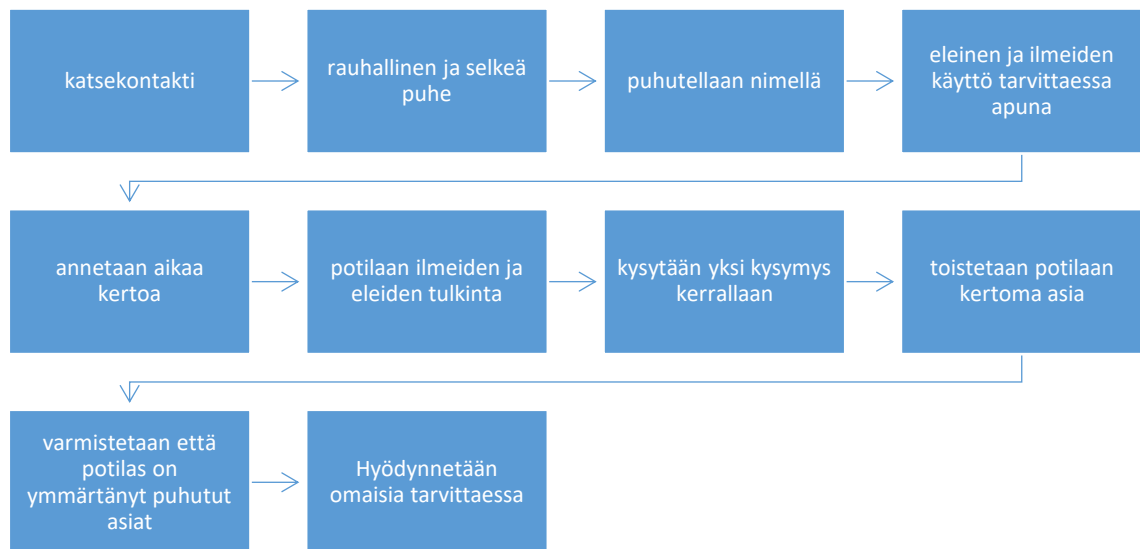 katsekontakti
rauhallinen ja selkeä
puhe
puhutellaan nimellä
eleinen ja ilmeiden
käyttö tarvittaessa
apuna
annetaan aikaa
kertoa
potilaan ilmeiden ja
eleiden tulkinta
kysytään yksi kysymys
kerrallaan
toistetaan potilaan
kertoma asia
varmistetaan että
potilas on
ymmärtänyt puhutut
asiat
Hyödynnetään
omaisia tarvittaessa